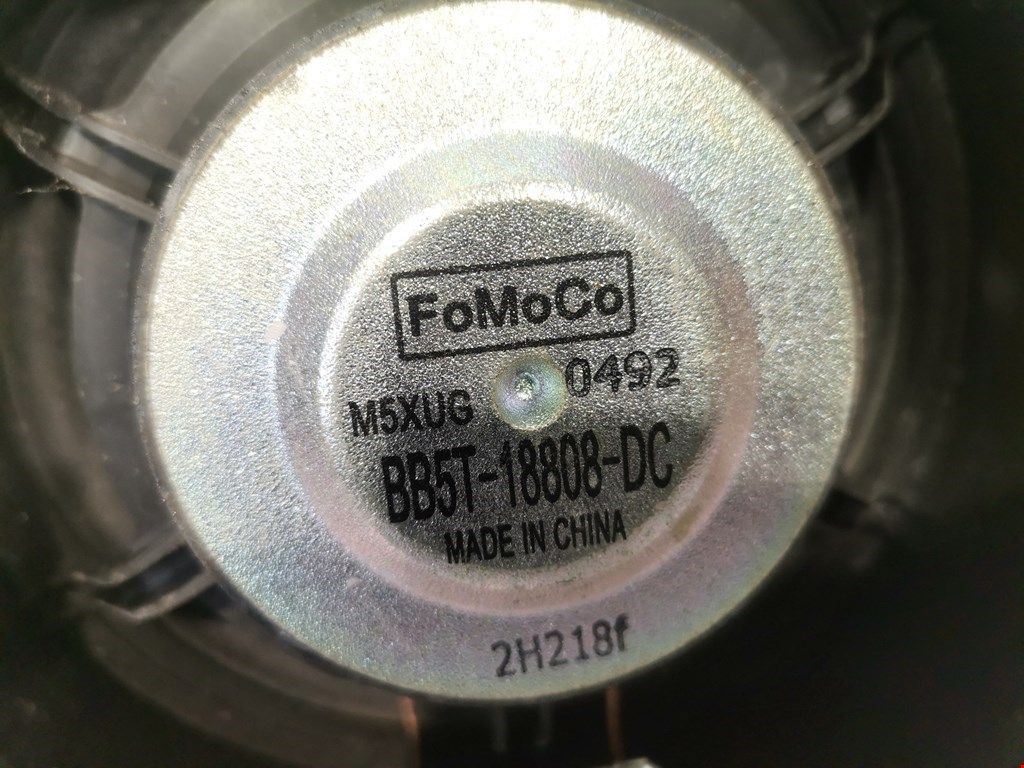 FoMoCo
0492
M5XUG
BB5T-18808-DC
MADE IN CHINA
2H218f